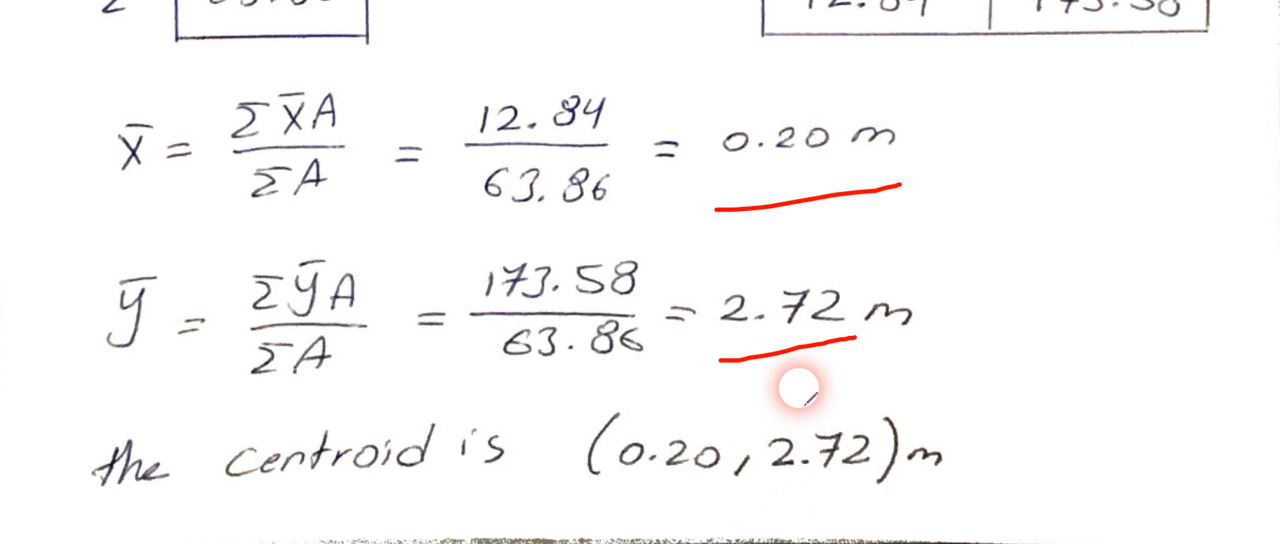 x̄ = Σx̄A / ΣA = 12.84 / 63.86 = 0.20 m
ȳ = ΣȳA / ΣA = 173.58 / 63.86 = 2.72 m
the centroid is (0.20, 2.72) m